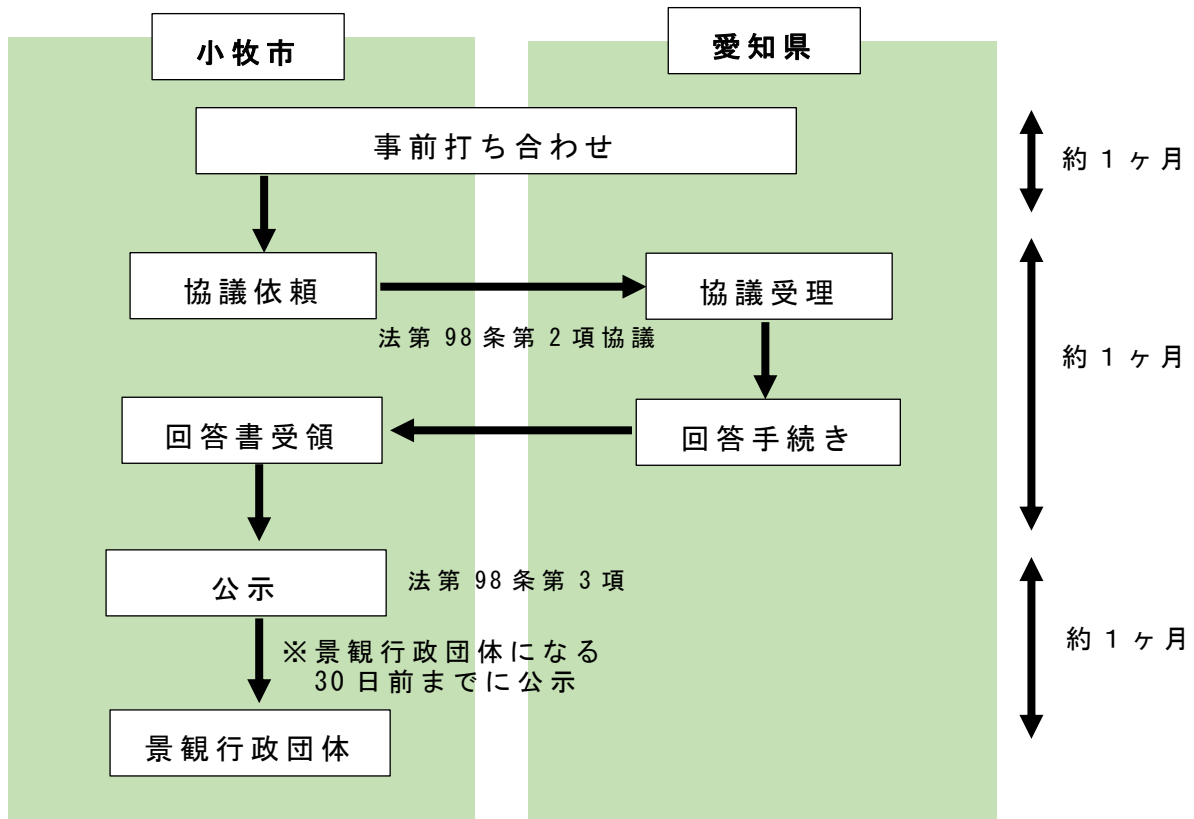 小牧市
愛知県
事前打ち合わせ
約1ヶ月
協議依頼
協議受理
法第98条第2項協議
約1ヶ月
回答書受領
回答手続き
公示
法第98条第3項
※景観行政団体になる
30日前までに公示
約1ヶ月
景観行政団体